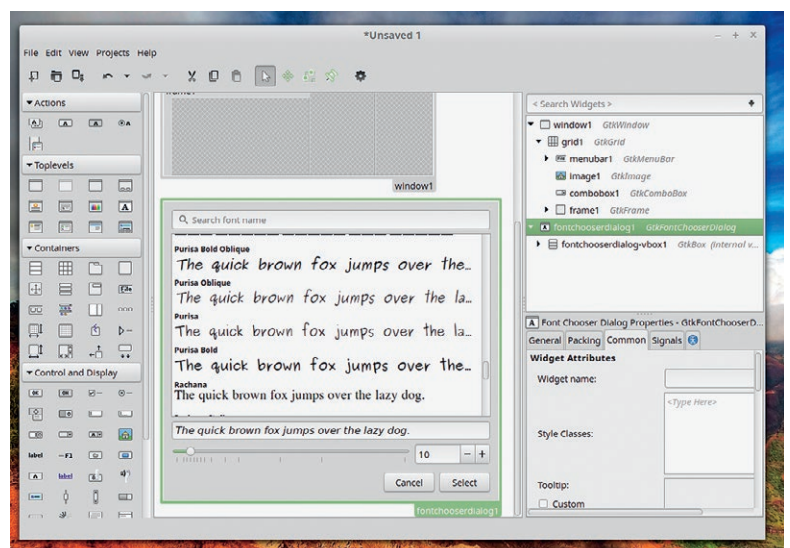 *Unsaved 1
File Edit View Projects Help
Actions
Toplevels
Containers
Control and Display
label
label
window1
Search font name
Purisa Bold Oblique
The quick brown fox jumps over the...
Purisa Oblique
The quick brown fox jumps over the la...
Purisa
The quick brown fox jumps over the la...
Purisa Bold
The quick brown fox jumps over the...
Rachana
The quick brown fox jumps over the lazy dog.
The quick brown fox jumps over the lazy dog.
10
Cancel Select
fontchooserdialog1
< Search Widgets >
window1 GtkWindow
grid1 GtkGrid
menubar1 GtkMenuBar
image1 GtkImage
combobox1 GtkComboBox
frame1 GtkFrame
fontchooserdialog1 GtkFontChooserDialog
fontchooserdialog-vbox1 GtkBox (Internal v...
Font Chooser Dialog Properties - GtkFontChooserD...
General Packing Common Signals
Widget Attributes
Widget name:
<Type Here>
Style Classes:
Tooltip:
Custom